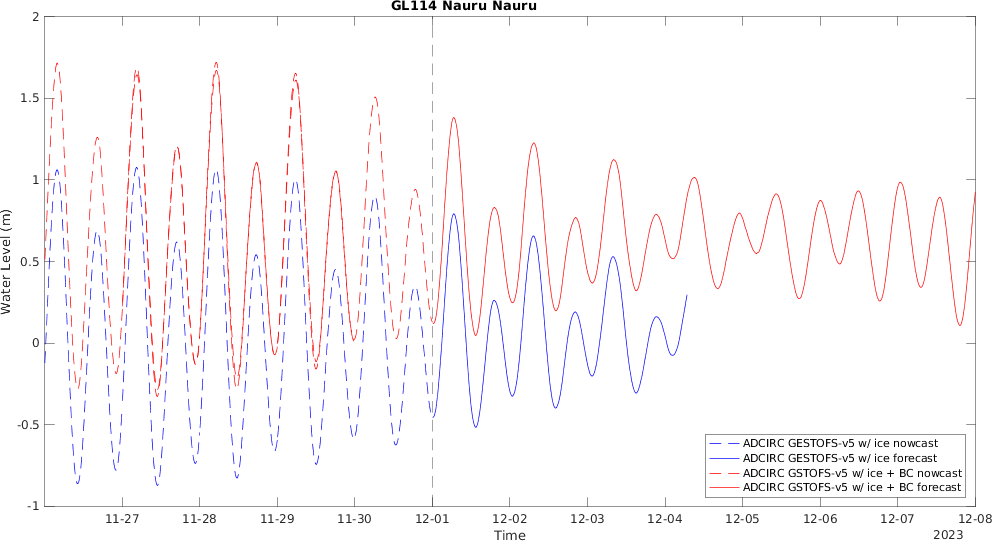 GL114 Nauru Nauru
Water Level (m)
2
1.5
1
0.5
0
-0.5
-1
ADCIRC GESTOFS-v5 w/ ice nowcast
ADCIRC GESTOFS-v5 w/ ice forecast
ADCIRC GSTOFS-v5 w/ ice + BC nowcast
ADCIRC GSTOFS-v5 w/ ice + BC forecast
11-27 11-28 11-29 11-30 12-01 12-02 12-03 12-04 12-05 12-06 12-07 12-08
Time
2023